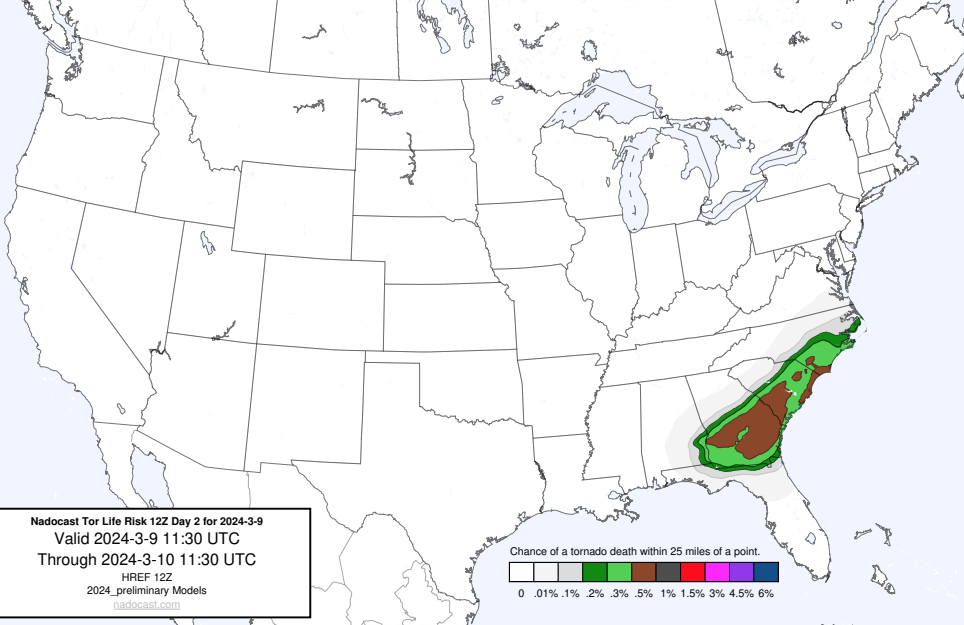 Nadocast Tor Life Risk 12Z Day 2 for 2024-3-9
Valid 2024-3-9 11:30 UTC
Through 2024-3-10 11:30 UTC
HREF 12Z
2024_preliminary Models
nadocast.com
Chance of a tornado death within 25 miles of a point.
0 .01% .1% .2% .3% .5% 1% 1.5% 3% 4.5% 6%